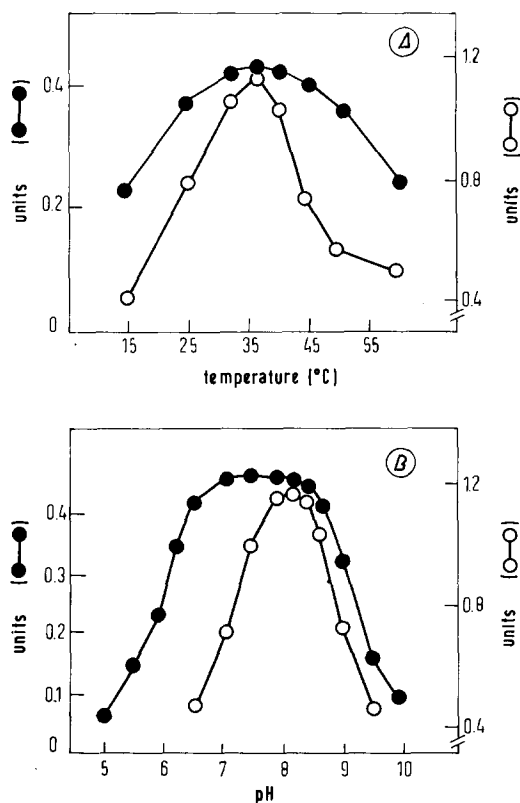 A
0.4
0.2
0
units (●—●)
1.2
0.8
0.4
units (○—○)
15 25 35 45 55
temperature (°C)
B
0.4
0.3
0.2
0.1
0
units (●—●)
1.2
0.8
0.4
units (○—○)
5 6 7 8 9 10
pH